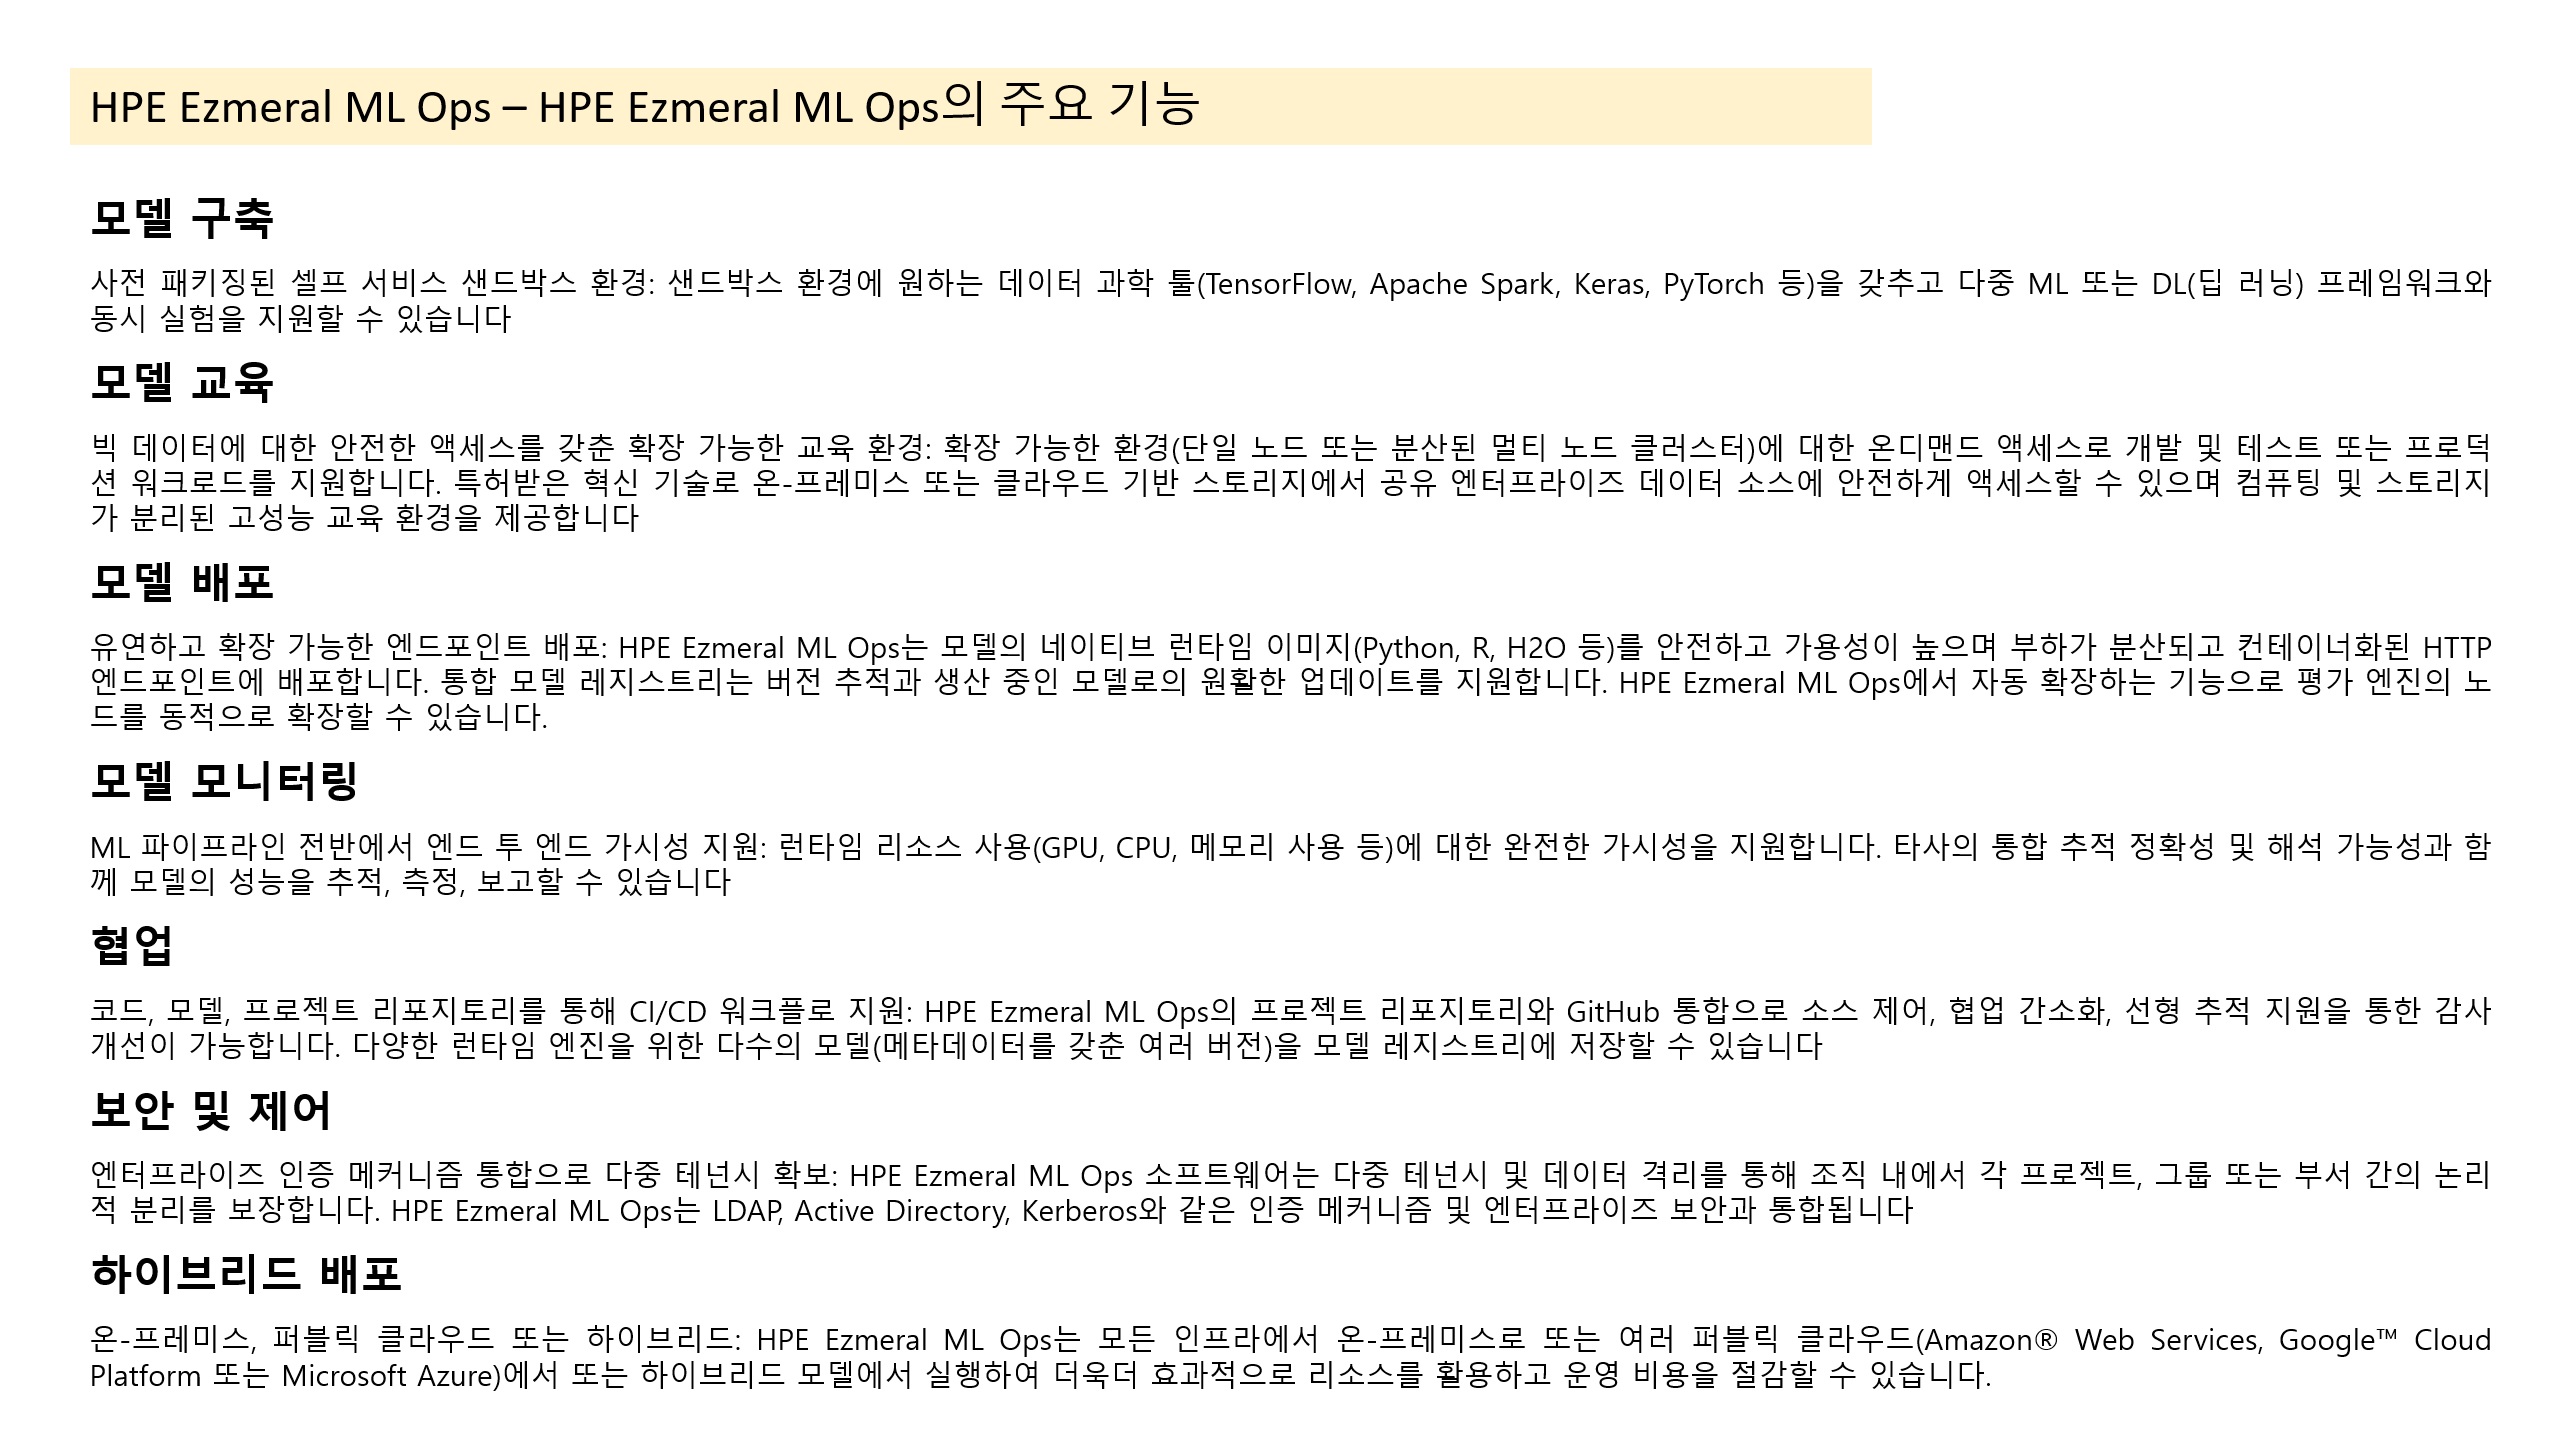 HPE Ezmeral ML Ops – HPE Ezmeral ML Ops의 주요 기능
모델 구축
사전 패키징된 셀프 서비스 샌드박스 환경: 샌드박스 환경에 원하는 데이터 과학 툴(TensorFlow, Apache Spark, Keras, PyTorch 등)을 갖추고 다중 ML 또는 DL(딥 러닝) 프레임워크와
동시 실험을 지원할 수 있습니다
모델 교육
빅 데이터에 대한 안전한 액세스를 갖춘 확장 가능한 교육 환경: 확장 가능한 환경(단일 노드 또는 분산된 멀티 노드 클러스터)에 대한 온디맨드 액세스로 개발 및 테스트 또는 프로덕
션 워크로드를 지원합니다. 특허받은 혁신 기술로 온-프레미스 또는 클라우드 기반 스토리지에서 공유 엔터프라이즈 데이터 소스에 안전하게 액세스할 수 있으며 컴퓨팅 및 스토리지
가 분리된 고성능 교육 환경을 제공합니다
모델 배포
유연하고 확장 가능한 엔드포인트 배포: HPE Ezmeral ML Ops는 모델의 네이티브 런타임 이미지(Python, R, H2O 등)를 안전하고 가용성이 높으며 부하가 분산되고 컨테이너화된 HTTP
엔드포인트에 배포합니다. 통합 모델 레지스트리는 버전 추적과 생산 중인 모델로의 원활한 업데이트를 지원합니다. HPE Ezmeral ML Ops에서 자동 확장하는 기능으로 평가 엔진의 노
드를 동적으로 확장할 수 있습니다.
모델 모니터링
ML 파이프라인 전반에서 엔드 투 엔드 가시성 지원: 런타임 리소스 사용(GPU, CPU, 메모리 사용 등)에 대한 완전한 가시성을 지원합니다. 타사의 통합 추적 정확성 및 해석 가능성과 함
께 모델의 성능을 추적, 측정, 보고할 수 있습니다
협업
코드, 모델, 프로젝트 리포지토리를 통해 CI/CD 워크플로 지원: HPE Ezmeral ML Ops의 프로젝트 리포지토리와 GitHub 통합으로 소스 제어, 협업 간소화, 선형 추적 지원을 통한 감사
개선이 가능합니다. 다양한 런타임 엔진을 위한 다수의 모델(메타데이터를 갖춘 여러 버전)을 모델 레지스트리에 저장할 수 있습니다
보안 및 제어
엔터프라이즈 인증 메커니즘 통합으로 다중 테넌시 확보: HPE Ezmeral ML Ops 소프트웨어는 다중 테넌시 및 데이터 격리를 통해 조직 내에서 각 프로젝트, 그룹 또는 부서 간의 논리
적 분리를 보장합니다. HPE Ezmeral ML Ops는 LDAP, Active Directory, Kerberos와 같은 인증 메커니즘 및 엔터프라이즈 보안과 통합됩니다
하이브리드 배포
온-프레미스, 퍼블릭 클라우드 또는 하이브리드: HPE Ezmeral ML Ops는 모든 인프라에서 온-프레미스로 또는 여러 퍼블릭 클라우드(Amazon® Web Services, Google™ Cloud
Platform 또는 Microsoft Azure)에서 또는 하이브리드 모델에서 실행하여 더욱더 효과적으로 리소스를 활용하고 운영 비용을 절감할 수 있습니다.